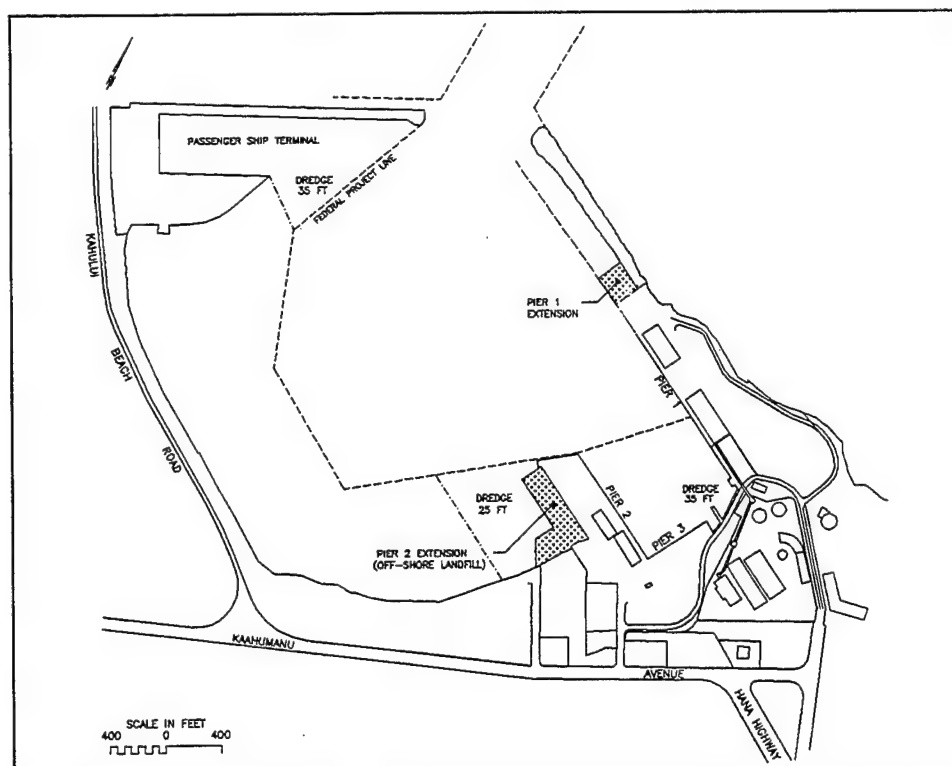 PASSENGER SHIP TERMINAL
DREDGE
35 FT
FEDERAL PROJECT LINE
KAHULUI
BEACH
ROAD
PIER 1
EXTENSION
PIER 1
DREDGE
25 FT
PIER 2
DREDGE
35 FT
PIER 3
PIER 2 EXTENSION
(OFF-SHORE LANDFILL)
KAAHUMANU
AVENUE
HANA HIGHWAY
SCALE IN FEET
400 0 400